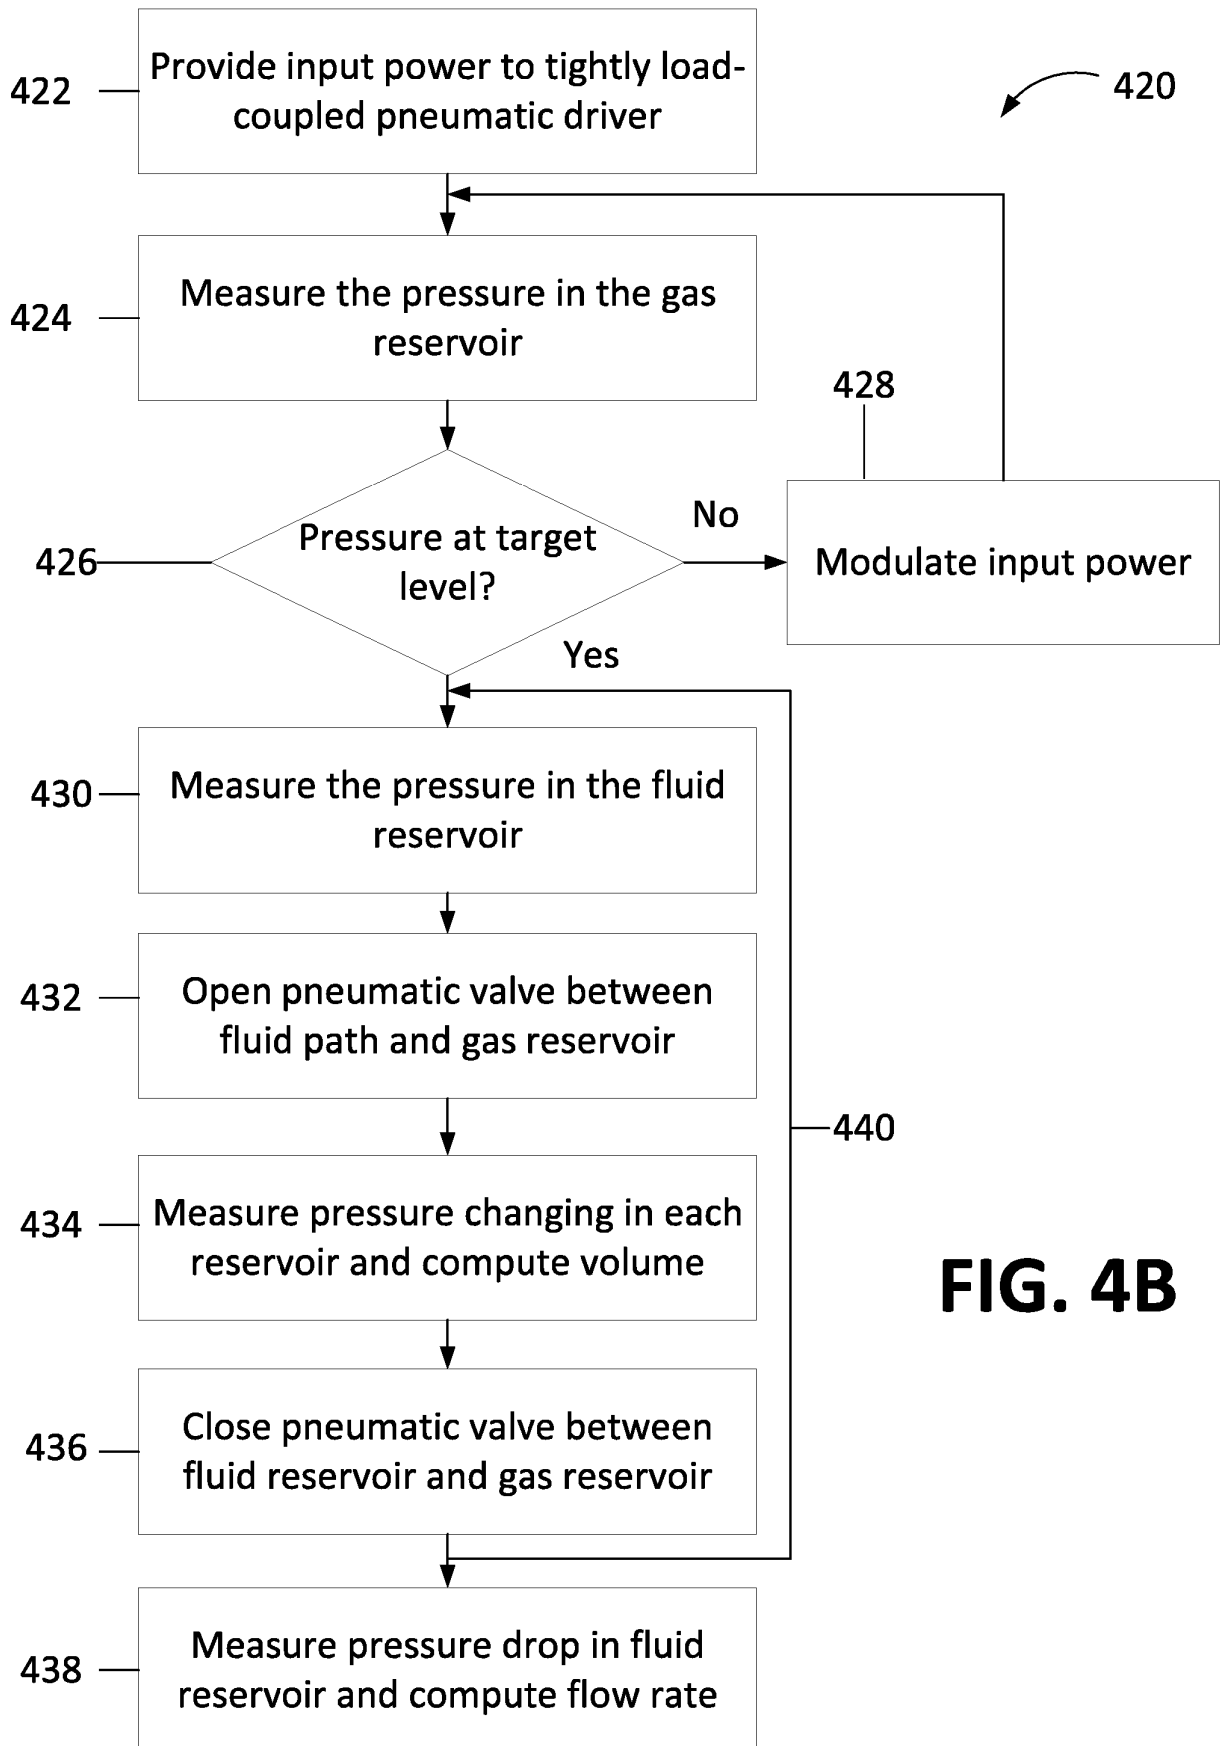 422
Provide input power to tightly load-
coupled pneumatic driver
420
424
Measure the pressure in the gas
reservoir
428
426
Pressure at target
level?
No
Modulate input power
Yes
430
Measure the pressure in the fluid
reservoir
432
Open pneumatic valve between
fluid path and gas reservoir
440
434
Measure pressure changing in each
reservoir and compute volume
FIG. 4B
436
Close pneumatic valve between
fluid reservoir and gas reservoir
438
Measure pressure drop in fluid
reservoir and compute flow rate